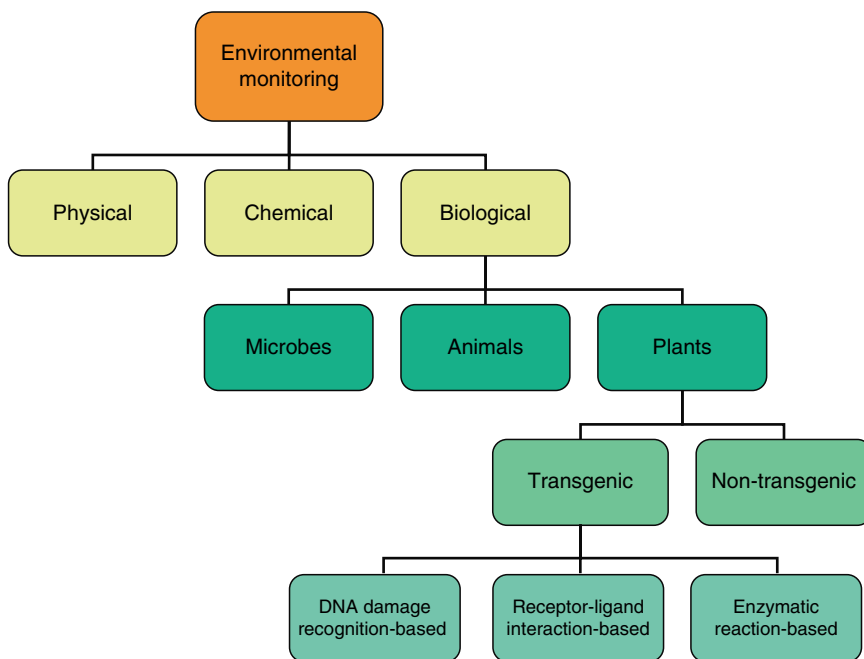 Environmental
monitoring
Physical
Chemical
Biological
Microbes
Animals
Plants
Transgenic
Non-transgenic
DNA damage
recognition-based
Receptor-ligand
interaction-based
Enzymatic
reaction-based